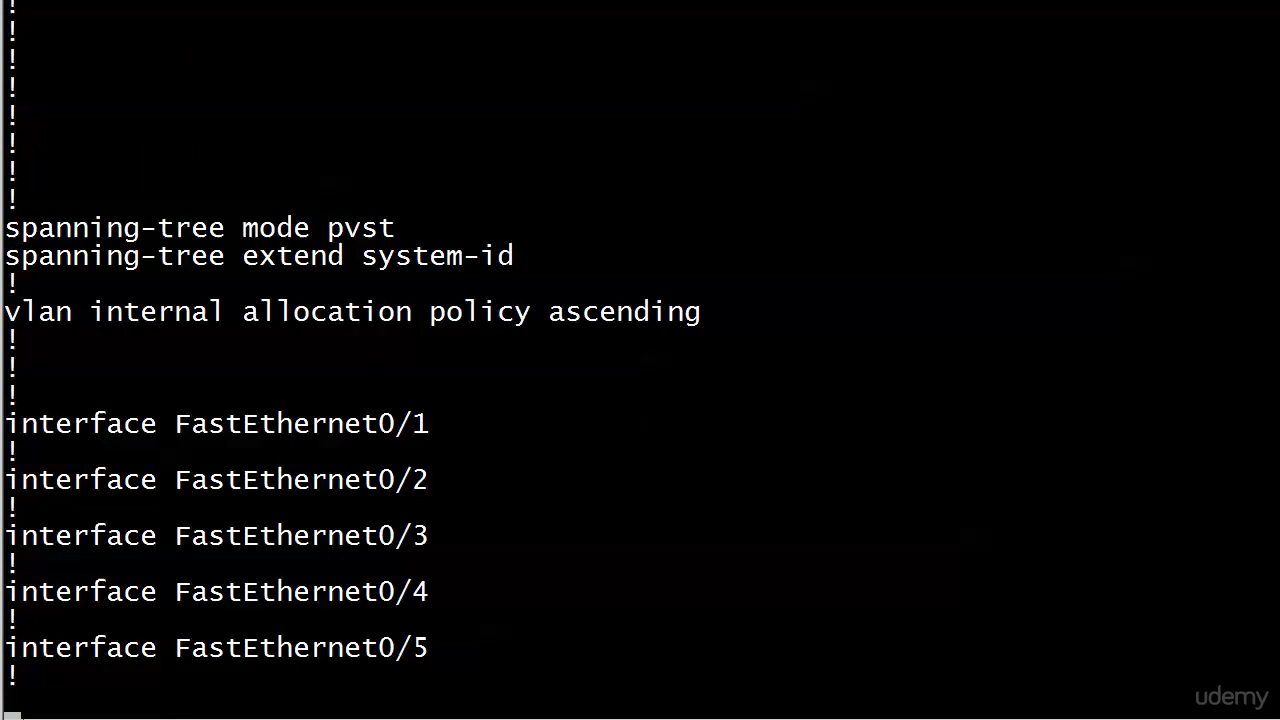 !
!
!
!
!
!
!
!
spanning-tree mode pvst
spanning-tree extend system-id
!
vlan internal allocation policy ascending
!
!
!
interface FastEthernet0/1
!
interface FastEthernet0/2
!
interface FastEthernet0/3
!
interface FastEthernet0/4
!
interface FastEthernet0/5
!
udemy